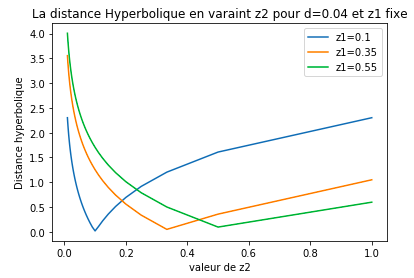 La distance Hyperbolique en varaint z2 pour d=0.04 et z1 fixe
4.0
3.5
3.0
2.5
2.0
1.5
1.0
0.5
0.0
Distance hyperbolique
z1=0.1
z1=0.35
z1=0.55
0.0 0.2 0.4 0.6 0.8 1.0
valeur de z2